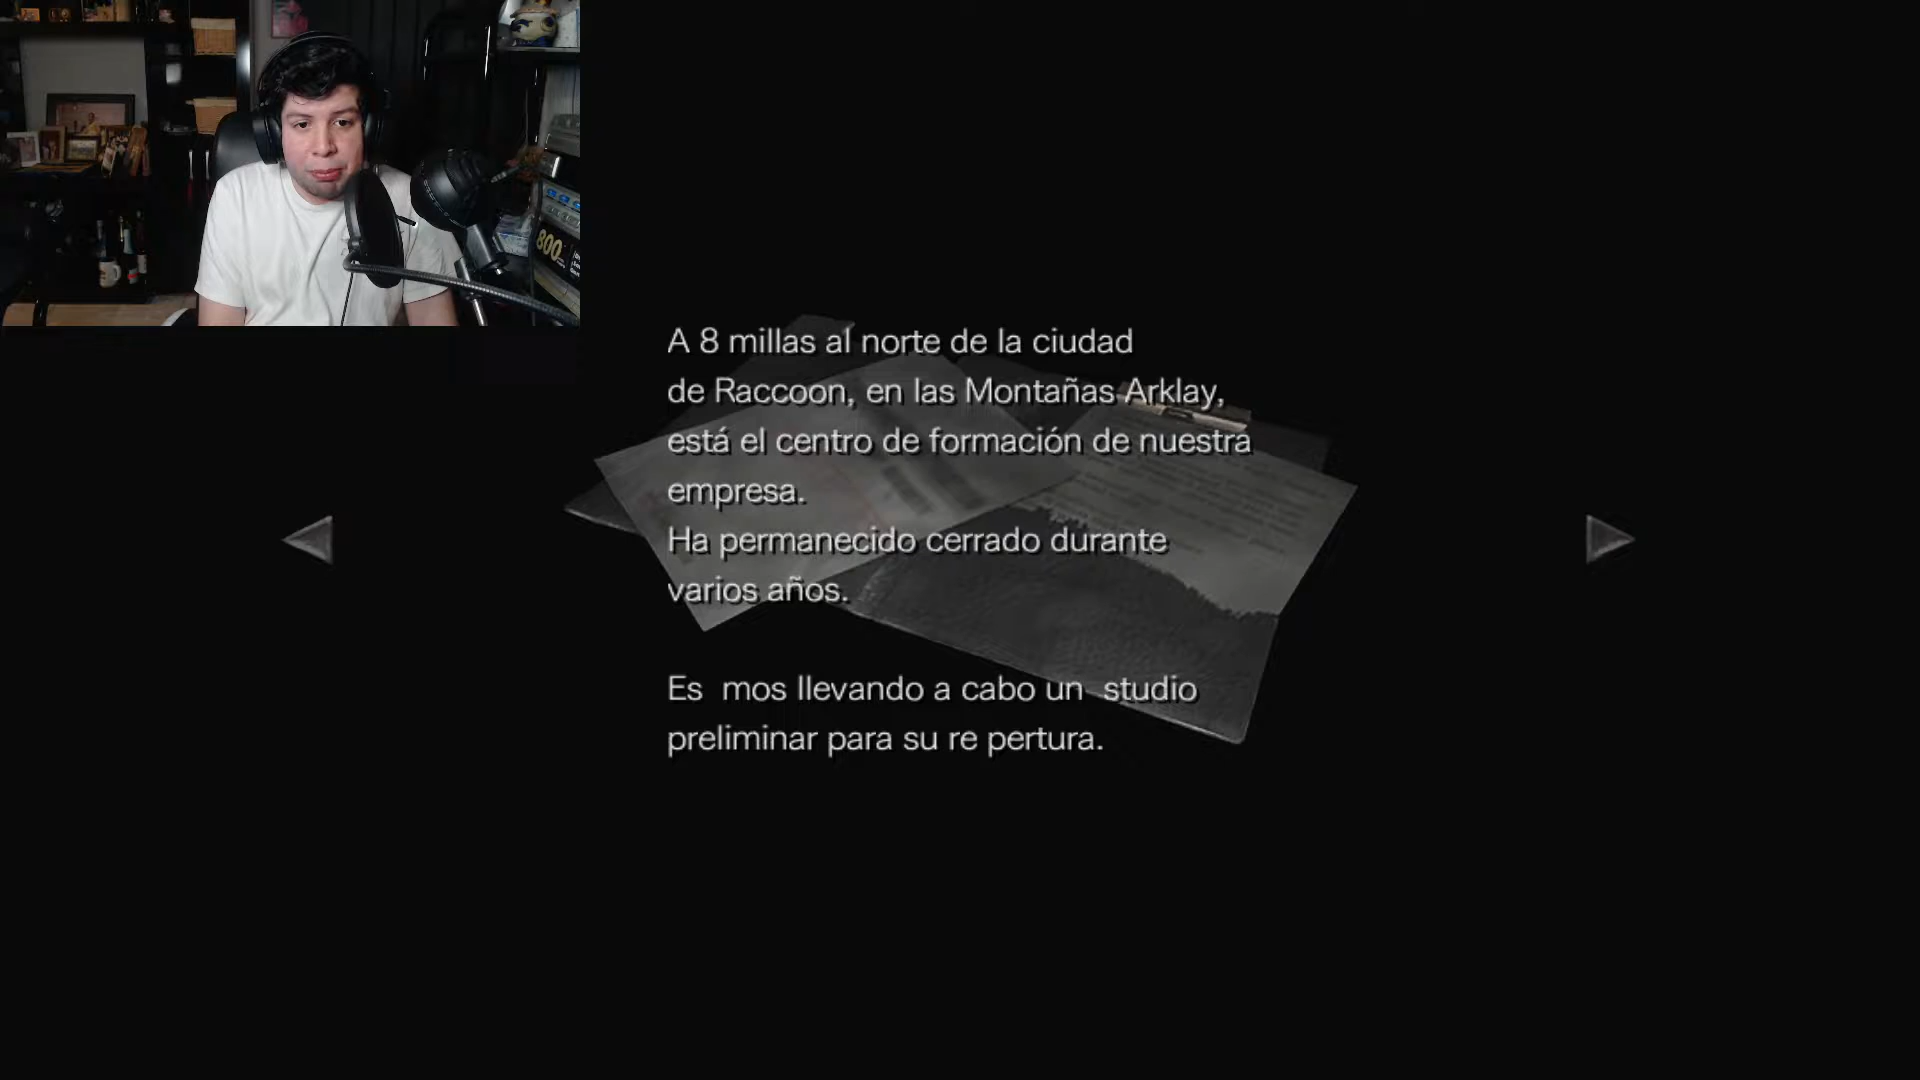 800
A 8 millas al norte de la ciudad
de Raccoon, en las Montañas Arklay,
está el centro de formación de nuestra
empresa.
Ha permanecido cerrado durante
varios años.
Es  mos llevando a cabo un  studio
preliminar para su re pertura.